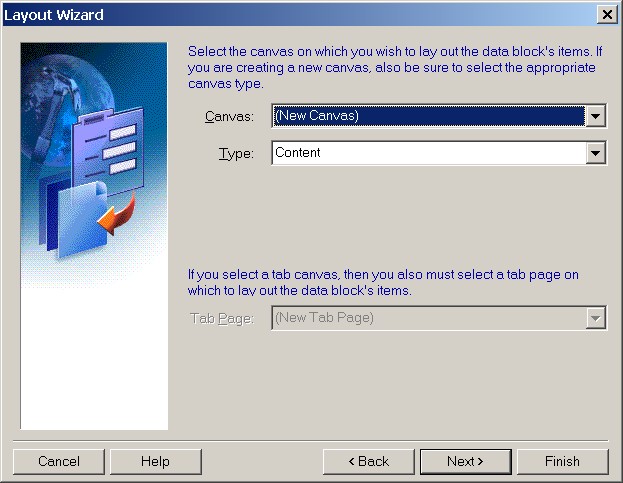 Layout Wizard
Select the canvas on which you wish to lay out the data block's items. If
you are creating a new canvas, also be sure to select the appropriate
canvas type.
Canvas: (New Canvas)
Type: Content
If you select a tab canvas, then you also must select a tab page on
which to lay out the data block's items.
Tab Page: (New Tab Page)
Cancel Help < Back Next > Finish